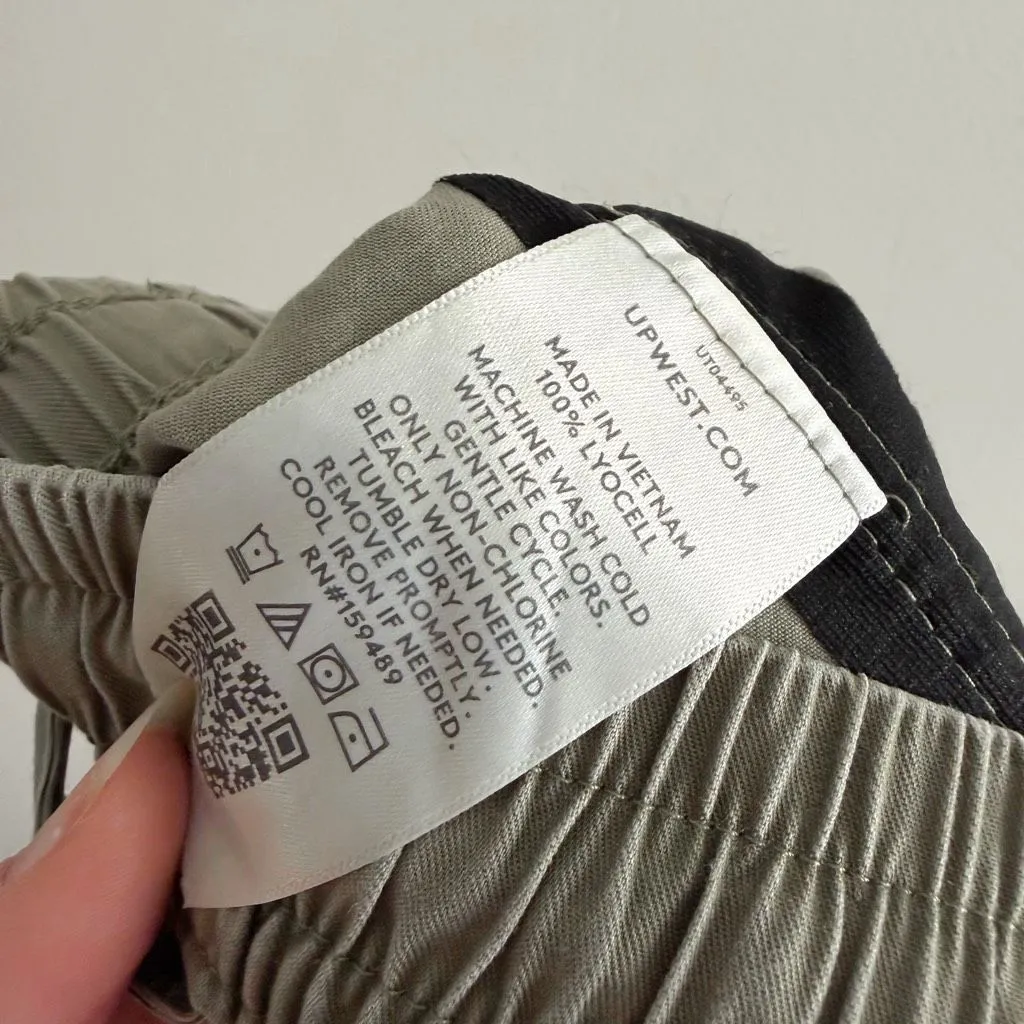 UPWEST.COM
UT04495
MADE IN VIETNAM
100% LYOCELL
MACHINE WASH COLD
WITH LIKE COLORS.
GENTLE CYCLE.
ONLY NON-CHLORINE
BLEACH WHEN NEEDED.
TUMBLE DRY LOW.
REMOVE PROMPTLY.
COOL IRON IF NEEDED.
RN#159489